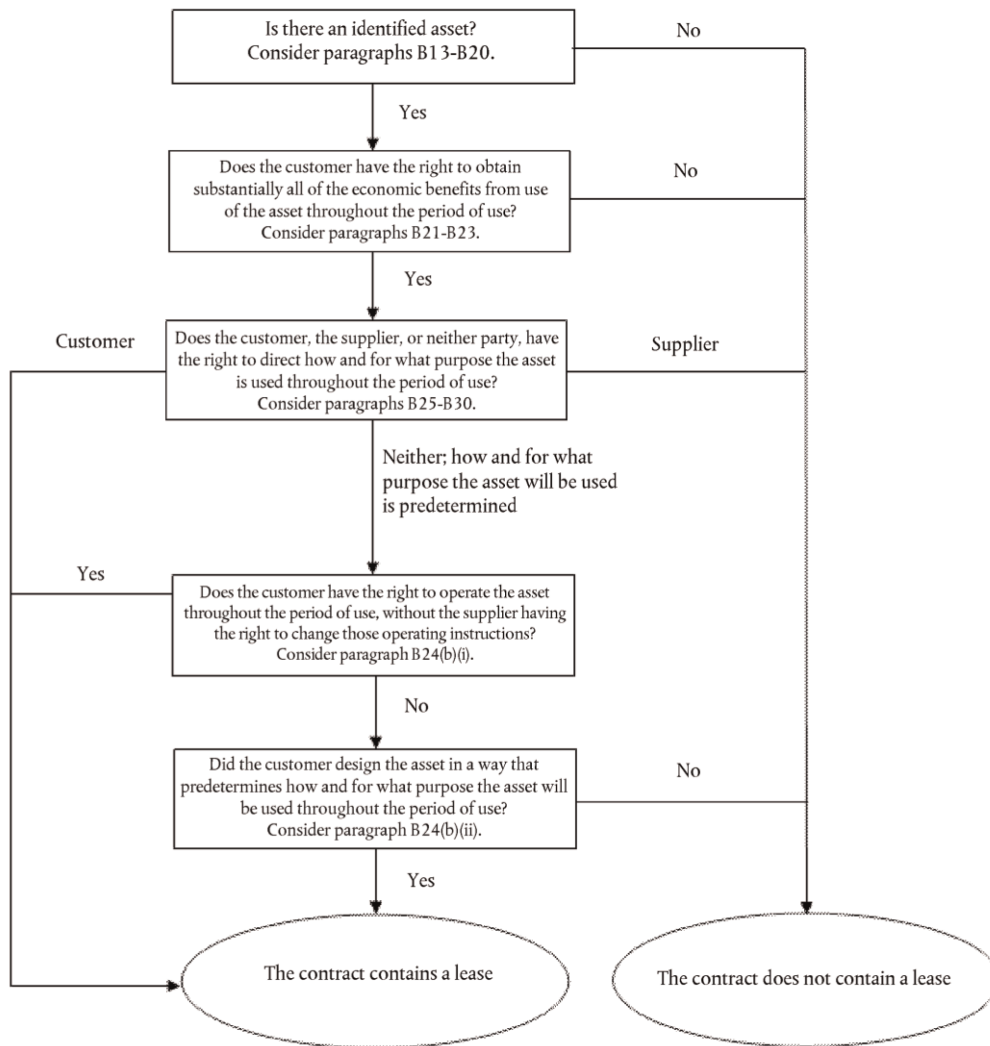 Is there an identified asset?
Consider paragraphs B13-B20.
No
Yes
Does the customer have the right to obtain
substantially all of the economic benefits from use
of the asset throughout the period of use?
Consider paragraphs B21-B23.
No
Yes
Customer
Does the customer, the supplier, or neither party, have
the right to direct how and for what purpose the asset
is used throughout the period of use?
Consider paragraphs B25-B30.
Supplier
Neither; how and for what
purpose the asset will be used
is predetermined
Yes
Does the customer have the right to operate the asset
throughout the period of use, without the supplier having
the right to change those operating instructions?
Consider paragraph B24(b)(i).
No
Did the customer design the asset in a way that
predetermines how and for what purpose the asset will
be used throughout the period of use?
Consider paragraph B24(b)(ii).
No
Yes
The contract contains a lease
The contract does not contain a lease